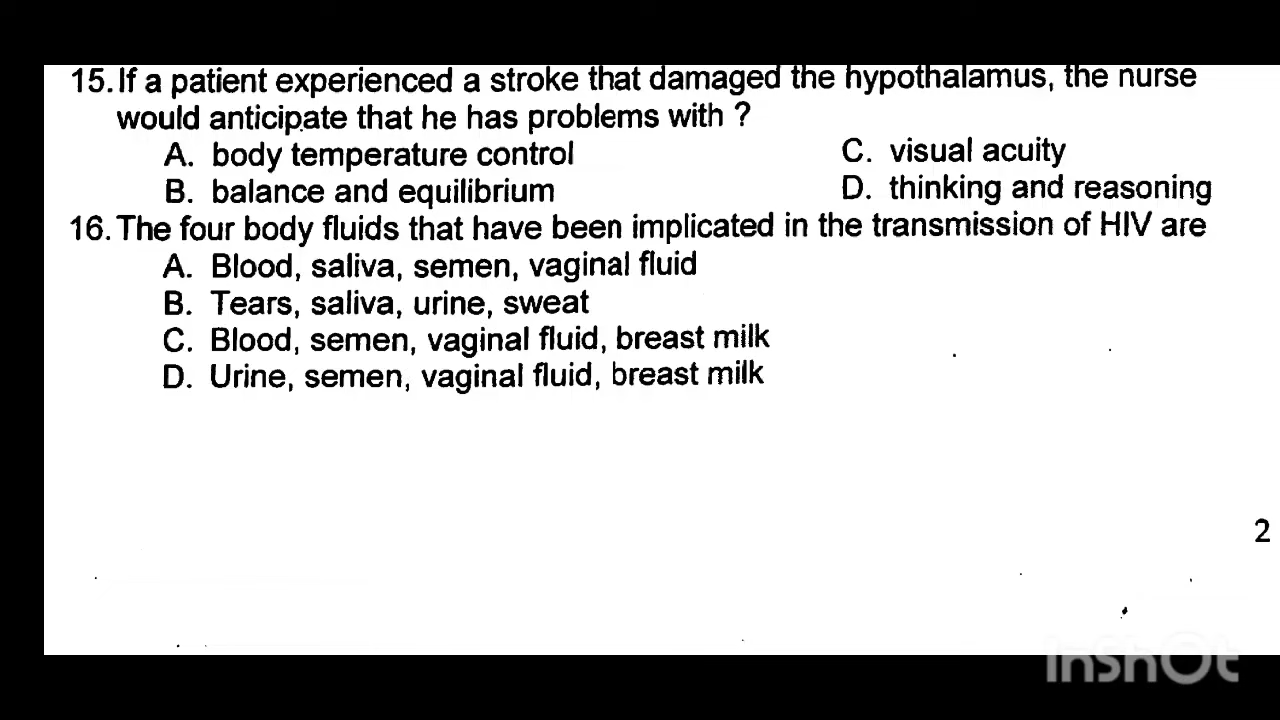 15. If a patient experienced a stroke that damaged the hypothalamus, the nurse
would anticipate that he has problems with ?
A. body temperature control
C. visual acuity
B. balance and equilibrium
D. thinking and reasoning
16. The four body fluids that have been implicated in the transmission of HIV are
A. Blood, saliva, semen, vaginal fluid
B. Tears, saliva, urine, sweat
C. Blood, semen, vaginal fluid, breast milk
D. Urine, semen, vaginal fluid, breast milk
2
InShOt